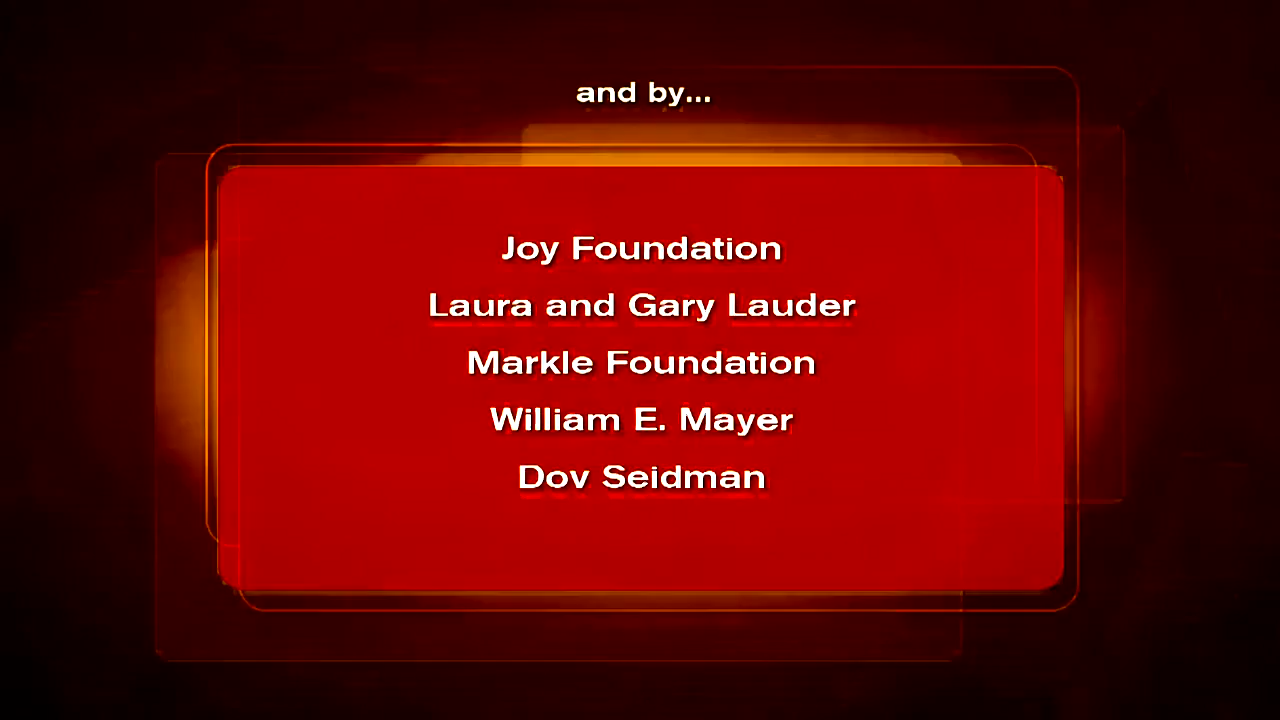 and by...
Joy Foundation
Laura and Gary Lauder
Markle Foundation
William E. Mayer
Dov Seidman